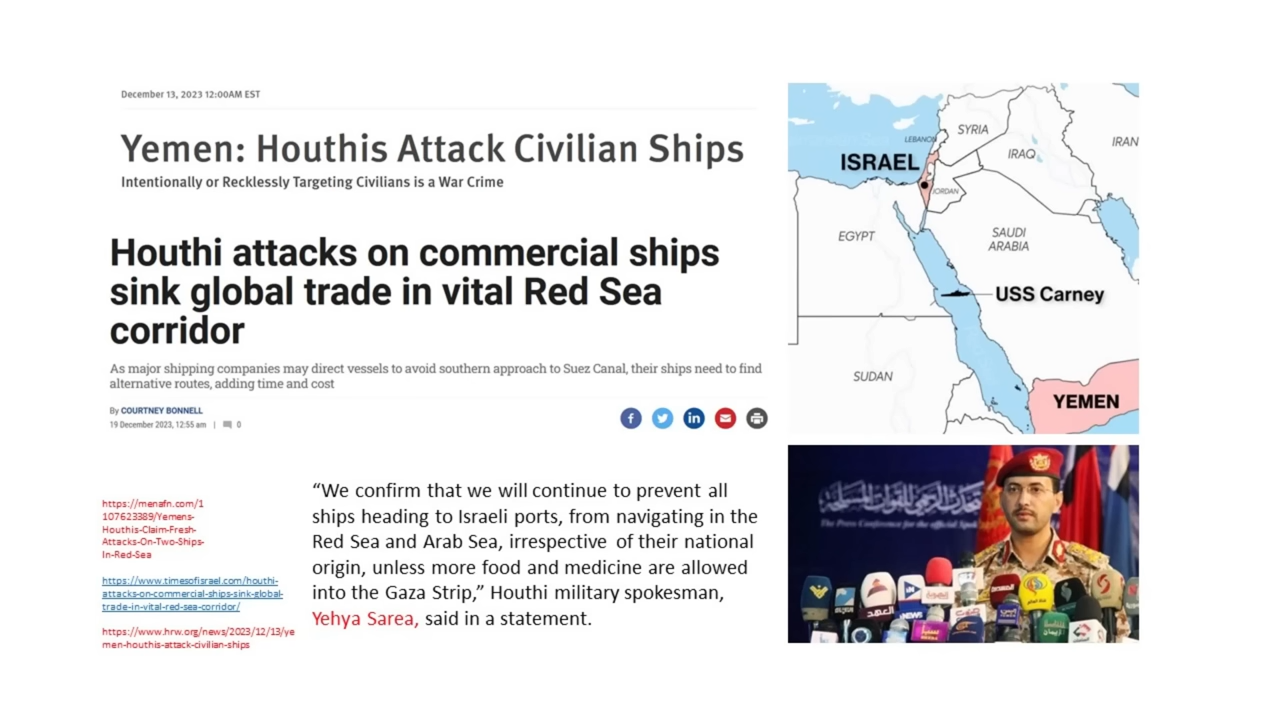 December 13, 2023 12:00AM EST
Yemen: Houthis Attack Civilian Ships
Intentionally or Recklessly Targeting Civilians is a War Crime
Houthi attacks on commercial ships
sink global trade in vital Red Sea
corridor
As major shipping companies may direct vessels to avoid southern approach to Suez Canal, their ships need to find
alternative routes, adding time and cost
By COURTNEY BONNELL
19 December 2023, 12:55 am | 0
https://menafn.com/1
107623389/Yemens-
Houthis-Claim-Fresh-
Attacks-On-Two-Ships-
In-Red-Sea
https://www.timesofisrael.com/houthi-
attacks-on-commercial-ships-sink-global-
trade-in-vital-red-sea-corridor/
https://www.hrw.org/news/2023/12/13/ye
men-houthis-attack-civilian-ships
“We confirm that we will continue to prevent all
ships heading to Israeli ports, from navigating in the
Red Sea and Arab Sea, irrespective of their national
origin, unless more food and medicine are allowed
into the Gaza Strip,” Houthi military spokesman,
Yehya Sarea, said in a statement.
LEBANON
SYRIA
ISRAEL
IRAQ
IRAN
JORDAN
EGYPT
SAUDI
ARABIA
USS Carney
SUDAN
YEMEN
The Press Conference for the official
العهد
NEWS
سبأ